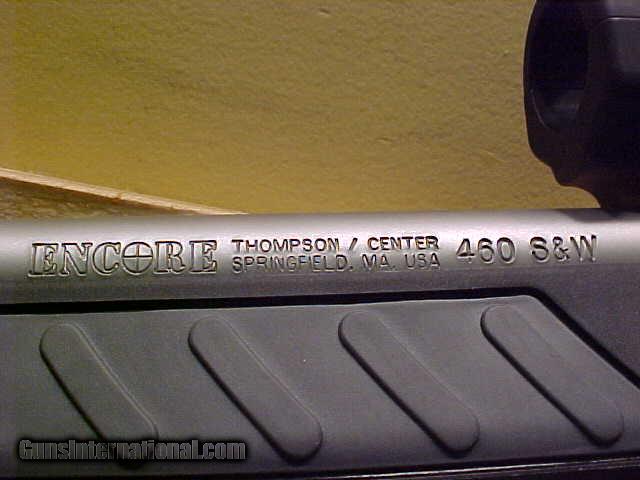 ENCORE THOMPSON / CENTER 460 S&W
SPRINGFIELD, MA. USA
GunsInternational.com